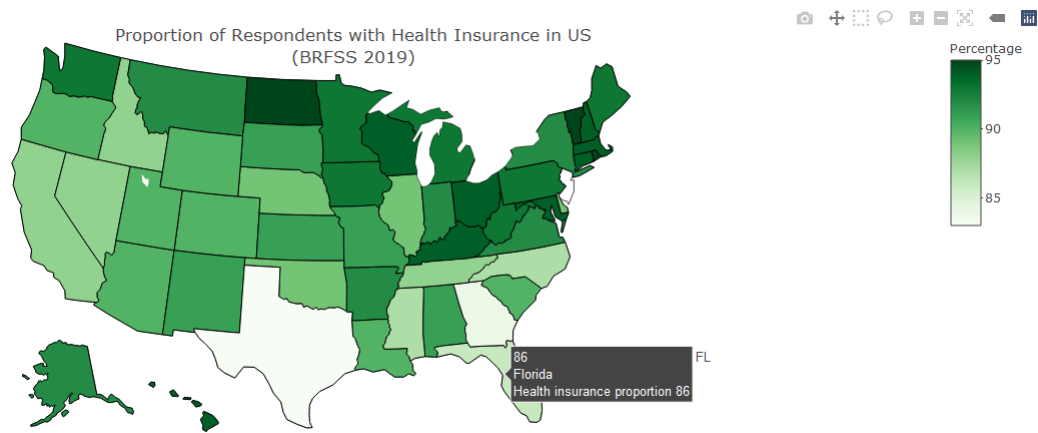 Proportion of Respondents with Health Insurance in US
(BRFSS 2019)
Percentage
95
90
85
86
FL
Florida
Health insurance proportion 86